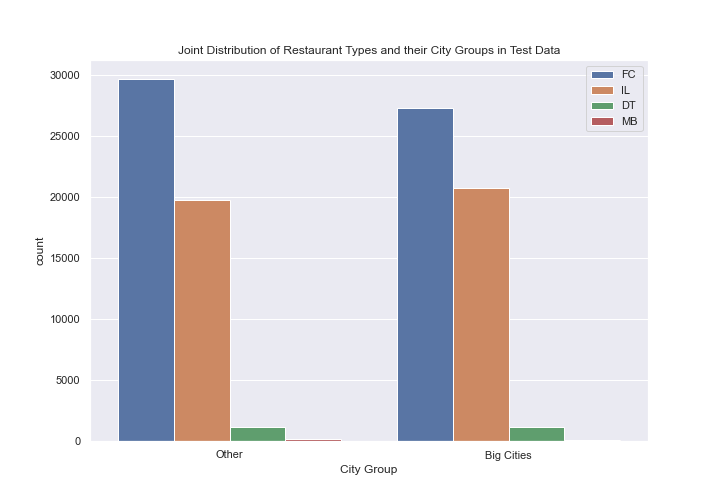 Joint Distribution of Restaurant Types and their City Groups in Test Data
FC
IL
DT
MB
30000
25000
20000
15000
10000
5000
0
count
Other
Big Cities
City Group